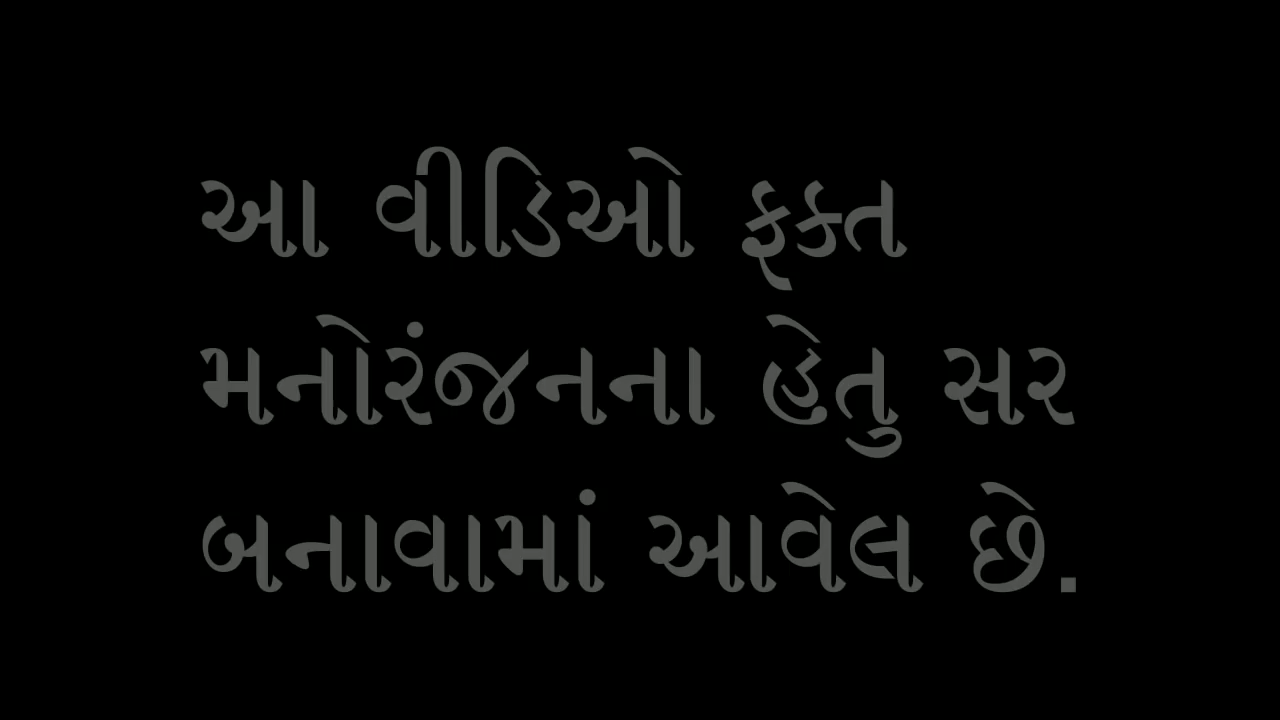 આ વીડિઓ ફક્ત
મનોરંજનના હેતુ સર
બનાવામાં આવેલ છે.